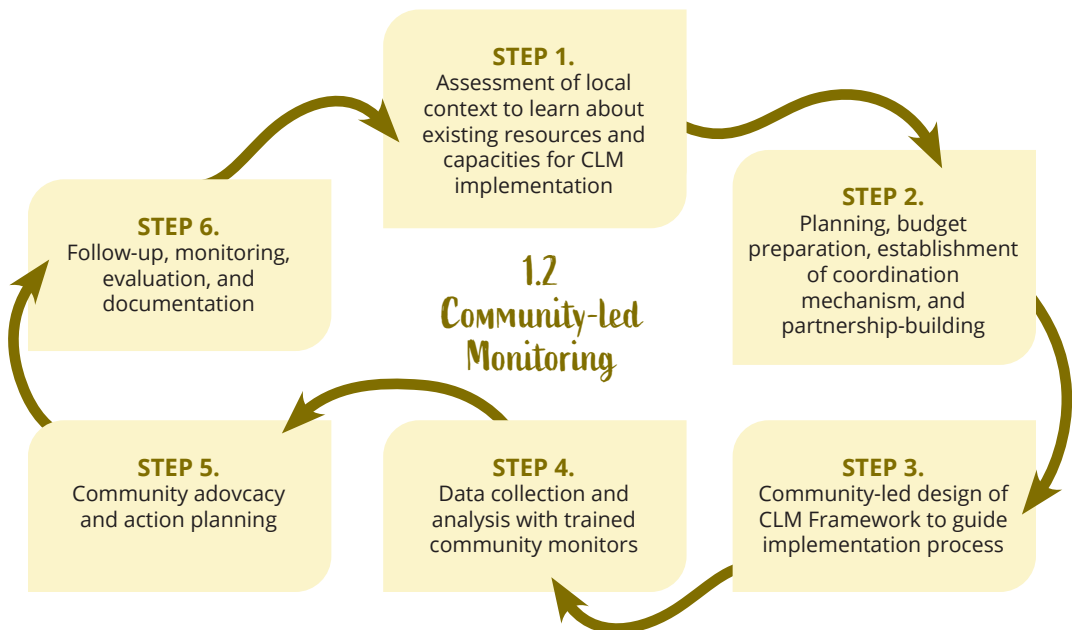 STEP 1.
Assessment of local
context to learn about
existing resources and
capacities for CLM
implementation
STEP 2.
Planning, budget
preparation, establishment
of coordination
mechanism, and
partnership-building
STEP 3.
Community-led design of
CLM Framework to guide
implementation process
STEP 4.
Data collection and
analysis with trained
community monitors
STEP 5.
Community adovcacy
and action planning
STEP 6.
Follow-up, monitoring,
evaluation, and
documentation
1.2
Community-led
Monitoring